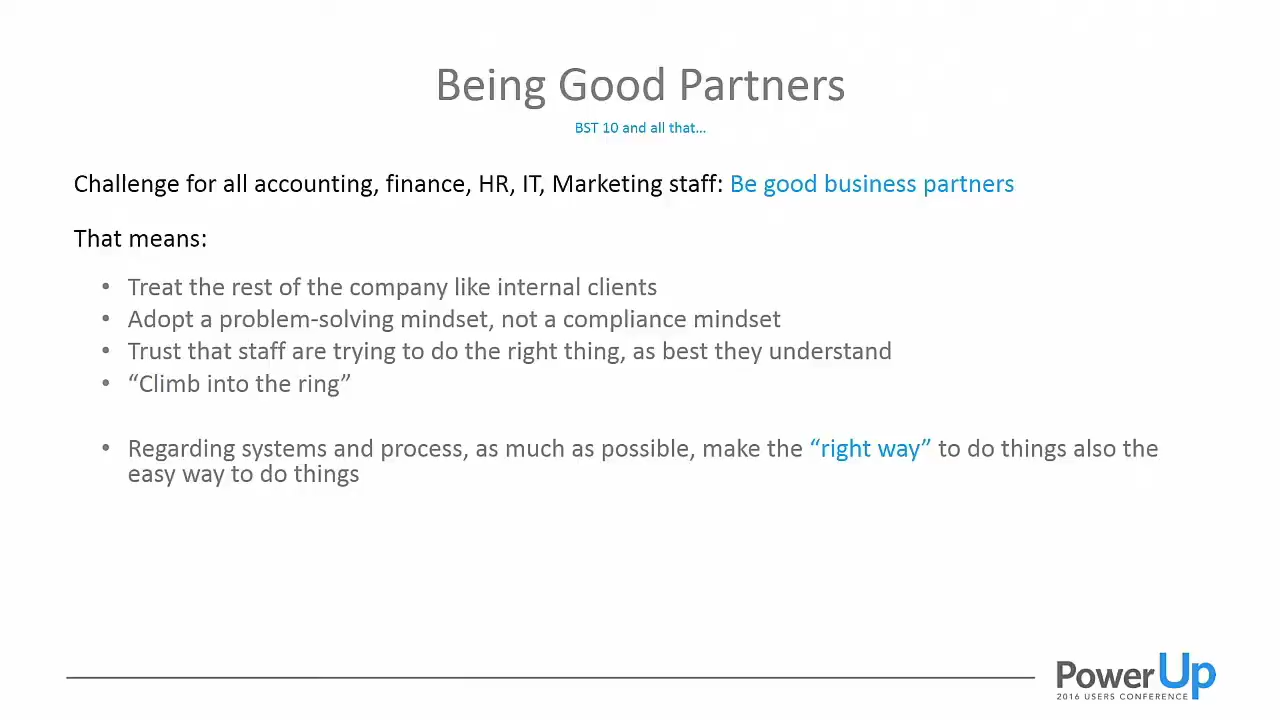 Being Good Partners
BST 10 and all that...
Challenge for all accounting, finance, HR, IT, Marketing staff: Be good business partners
That means:
• Treat the rest of the company like internal clients
• Adopt a problem-solving mindset, not a compliance mindset
• Trust that staff are trying to do the right thing, as best they understand
• “Climb into the ring”
• Regarding systems and process, as much as possible, make the “right way” to do things also the
easy way to do things
PowerUp
2016 USERS CONFERENCE